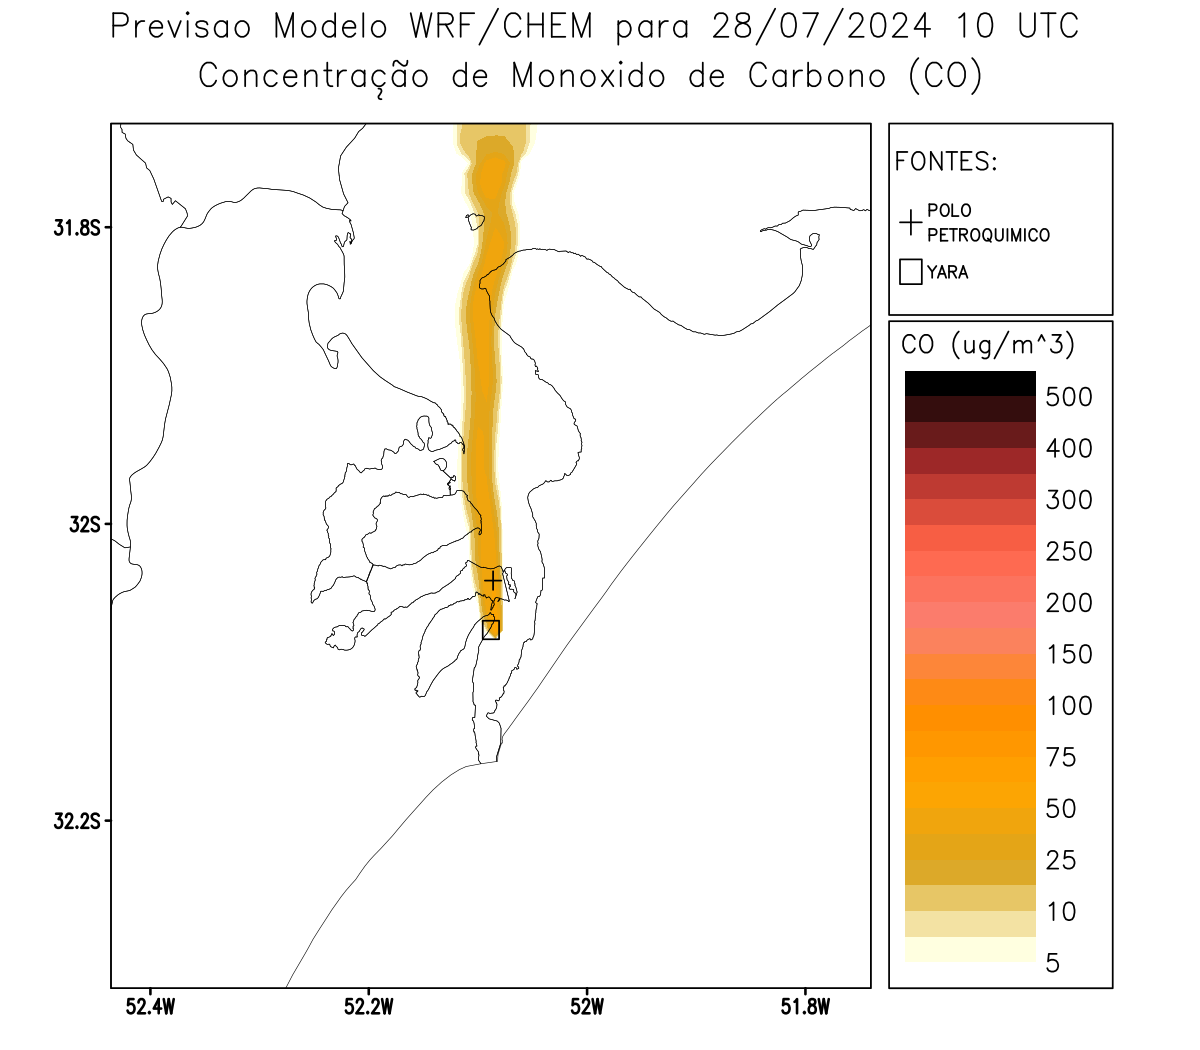 Previsao Modelo WRF/CHEM para 28/07/2024 10 UTC
Concentração de Monoxido de Carbono (CO)
FONTES:
POLO
PETROQUIMICO
YARA
CO (ug/m^3)
500
400
300
250
200
150
100
75
50
25
10
5
31.8S
32S
32.2S
52.4W
52.2W
52W
51.8W